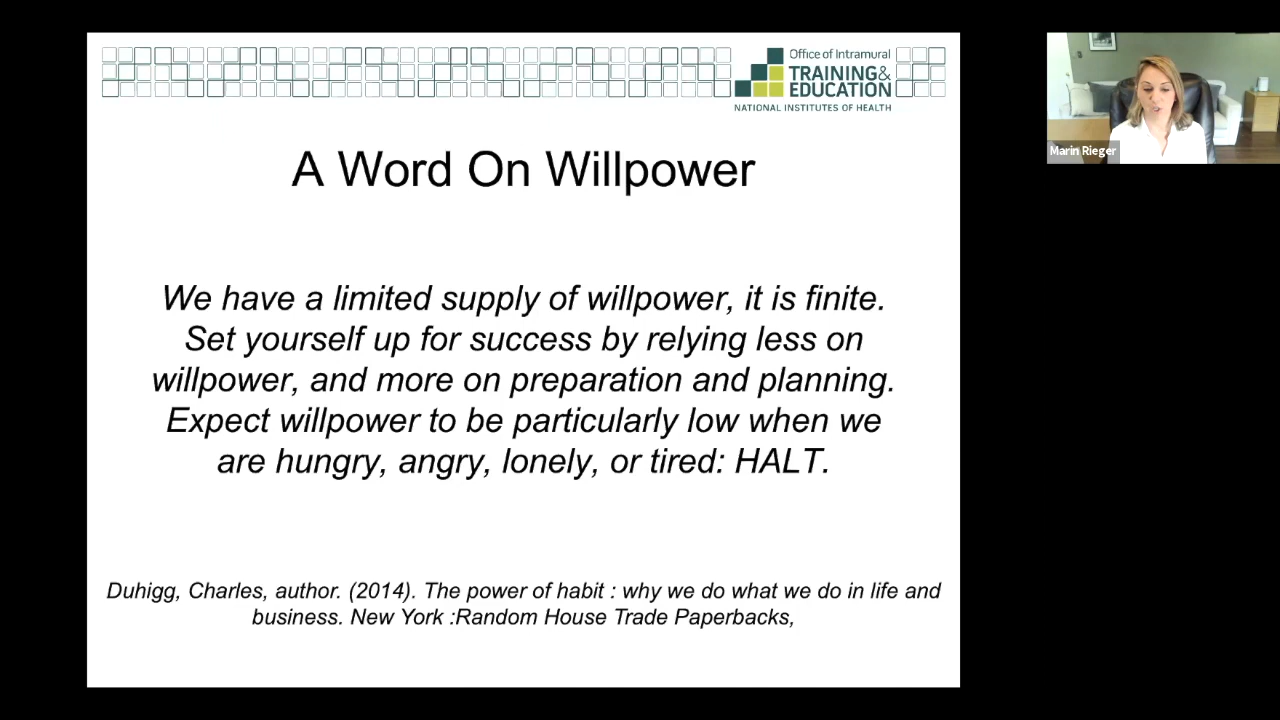 Office of Intramural
TRAINING&
EDUCATION
NATIONAL INSTITUTES OF HEALTH
Marin Rieger
A Word On Willpower
We have a limited supply of willpower, it is finite.
Set yourself up for success by relying less on
willpower, and more on preparation and planning.
Expect willpower to be particularly low when we
are hungry, angry, lonely, or tired: HALT.
Duhigg, Charles, author. (2014). The power of habit : why we do what we do in life and
business. New York :Random House Trade Paperbacks,